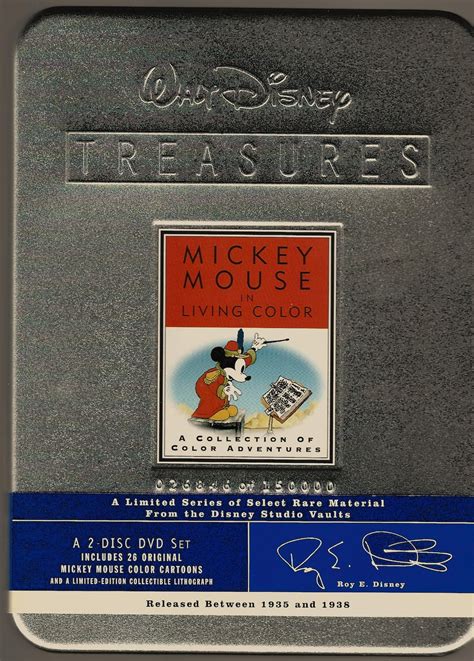 Walt Disney
TREASURES
MICKEY
MOUSE
IN
LIVING COLOR
A COLLECTION OF
COLOR ADVENTURES
026846 of 150000
A Limited Series of Select Rare Material
From the Disney Studio Vaults
A 2-DISC DVD SET
INCLUDES 26 ORIGINAL
MICKEY MOUSE COLOR CARTOONS
AND A LIMITED-EDITION COLLECTIBLE LITHOGRAPH
Roy E. Disney
Roy E. Disney
Released Between 1935 and 1938